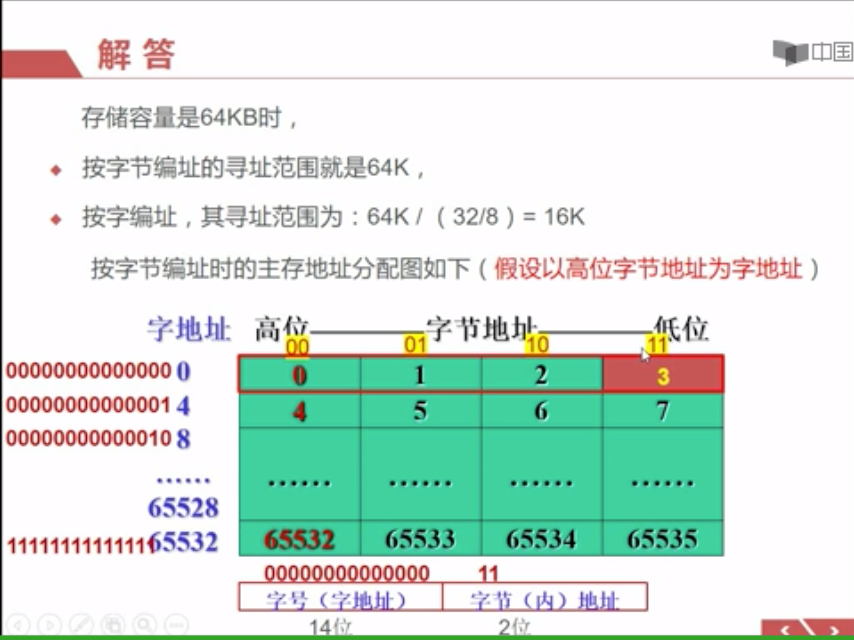 解答
中国
存储容量是64KB时，
◆ 按字节编址的寻址范围就是64K，
◆ 按字编址，其寻址范围为：64K /（32/8）= 16K
按字节编址时的主存地址分配图如下（假设以高位字节地址为字地址）
字地址 高位————字节地址————低位
00 01 10 11
00000000000000 0 0 1 2 3
00000000000001 4 4 5 6 7
00000000000010 8
…… …… …… …… ……
65528
11111111111111 65532 65532 65533 65534 65535
00000000000000 11
字号（字地址） 字节（内）地址
14位 2位